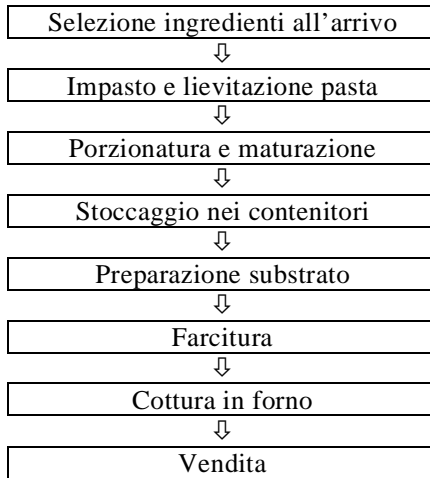 Selezione ingredienti all’arrivo
⇩
Impasto e lievitazione pasta
⇩
Porzionatura e maturazione
⇩
Stoccaggio nei contenitori
⇩
Preparazione substrato
⇩
Farcitura
⇩
Cottura in forno
⇩
Vendita